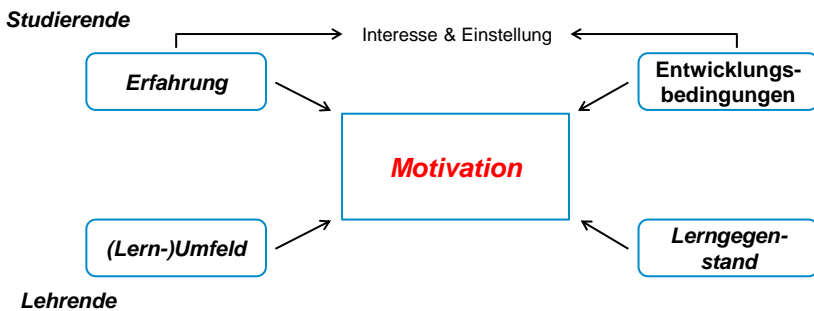 Studierende
Interesse & Einstellung
Erfahrung
Entwicklungs-
bedingungen
Motivation
(Lern-)Umfeld
Lerngegen-
stand
Lehrende